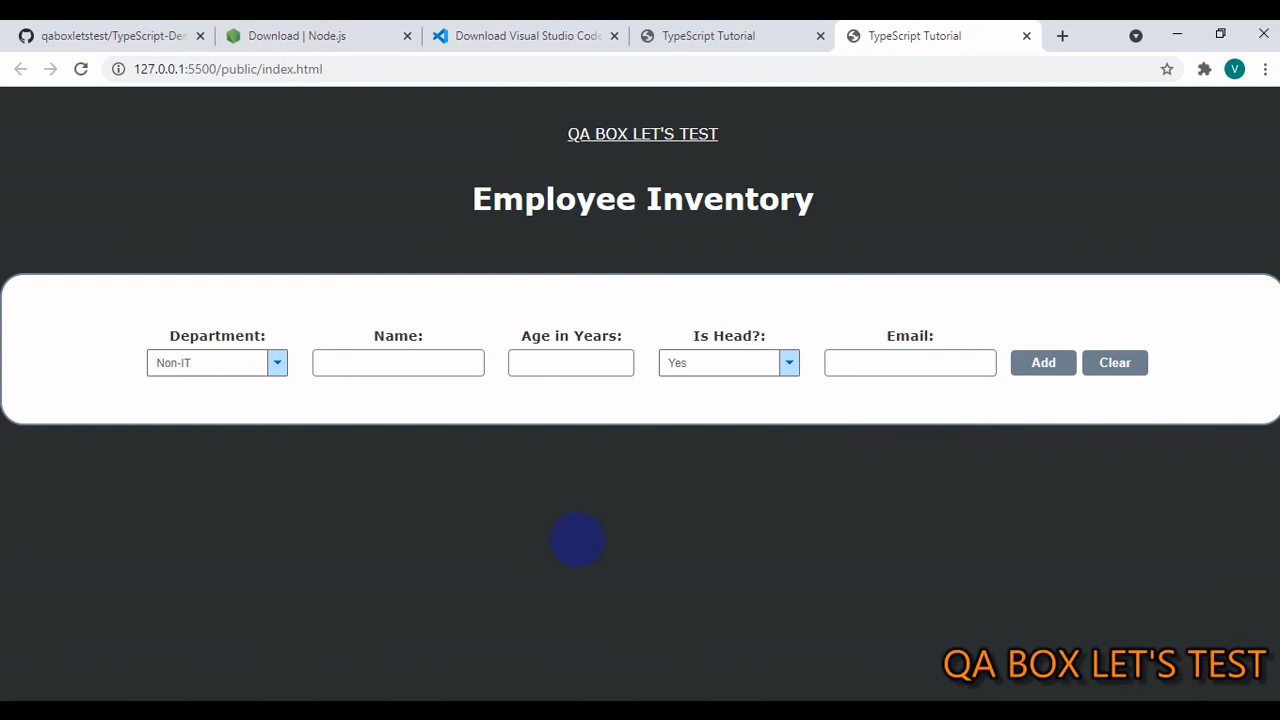 qaboxletstest/TypeScript-Den
Download | Node.js
Download Visual Studio Code
TypeScript Tutorial
TypeScript Tutorial
127.0.0.1:5500/public/index.html
V
QA BOX LET'S TEST
Employee Inventory
Department: Name: Age in Years: Is Head?: Email:
Non-IT Yes Add Clear
QA BOX LET'S TEST